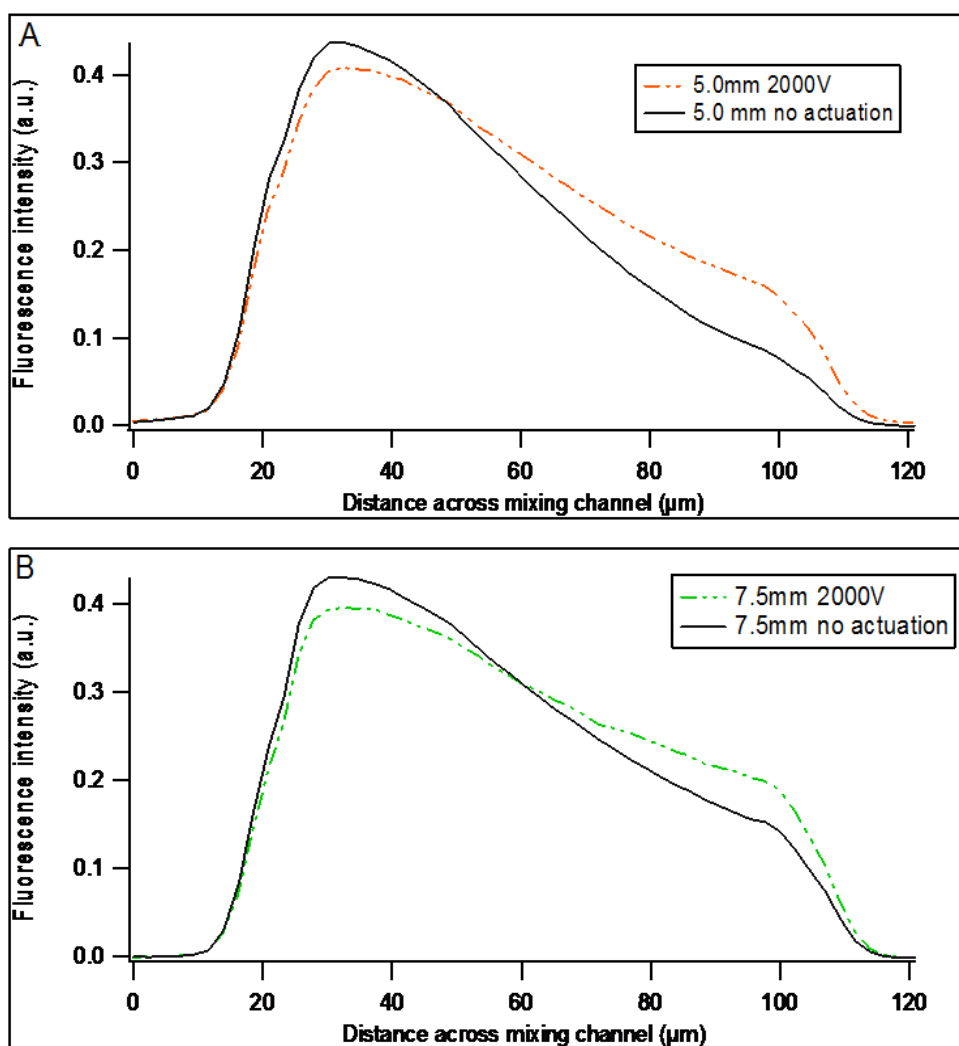 A
Fluorescence intensity (a.u.)
0.4
0.3
0.2
0.1
0.0
5.0mm 2000V
5.0 mm no actuation
0 20 40 60 80 100 120
Distance across mixing channel (µm)
B
Fluorescence intensity (a.u.)
0.4
0.3
0.2
0.1
0.0
7.5mm 2000V
7.5mm no actuation
0 20 40 60 80 100 120
Distance across mixing channel (µm)